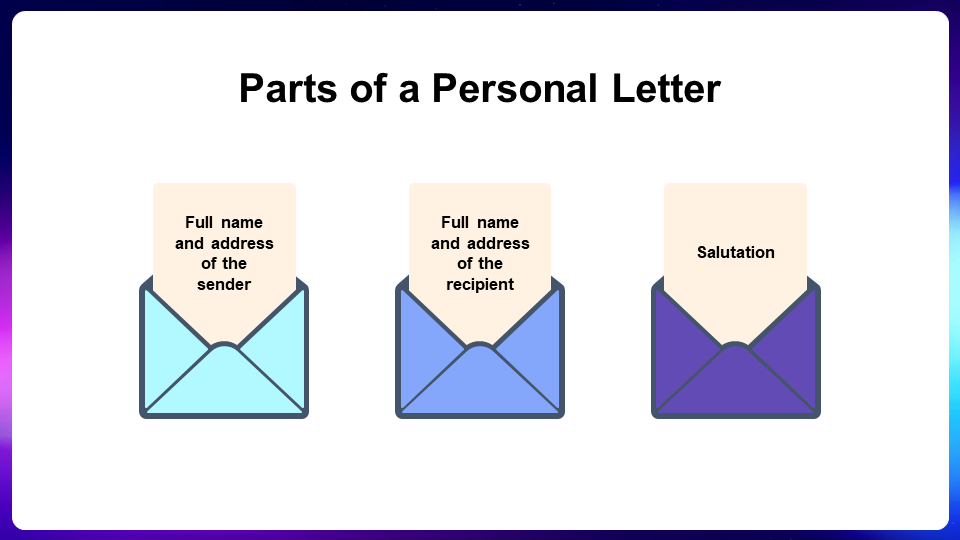 Parts of a Personal Letter
Full name
and address
of the
sender
Full name
and address
of the
recipient
Salutation